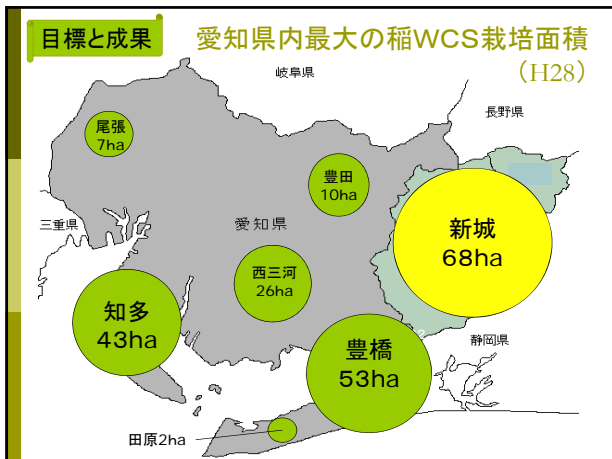 目標と成果
愛知県内最大の稲WCS栽培面積
（H28）
岐阜県
長野県
尾張
7ha
豊田
10ha
三重県
愛知県
新城
68ha
西三河
26ha
知多
43ha
静岡県
豊橋
53ha
田原2ha